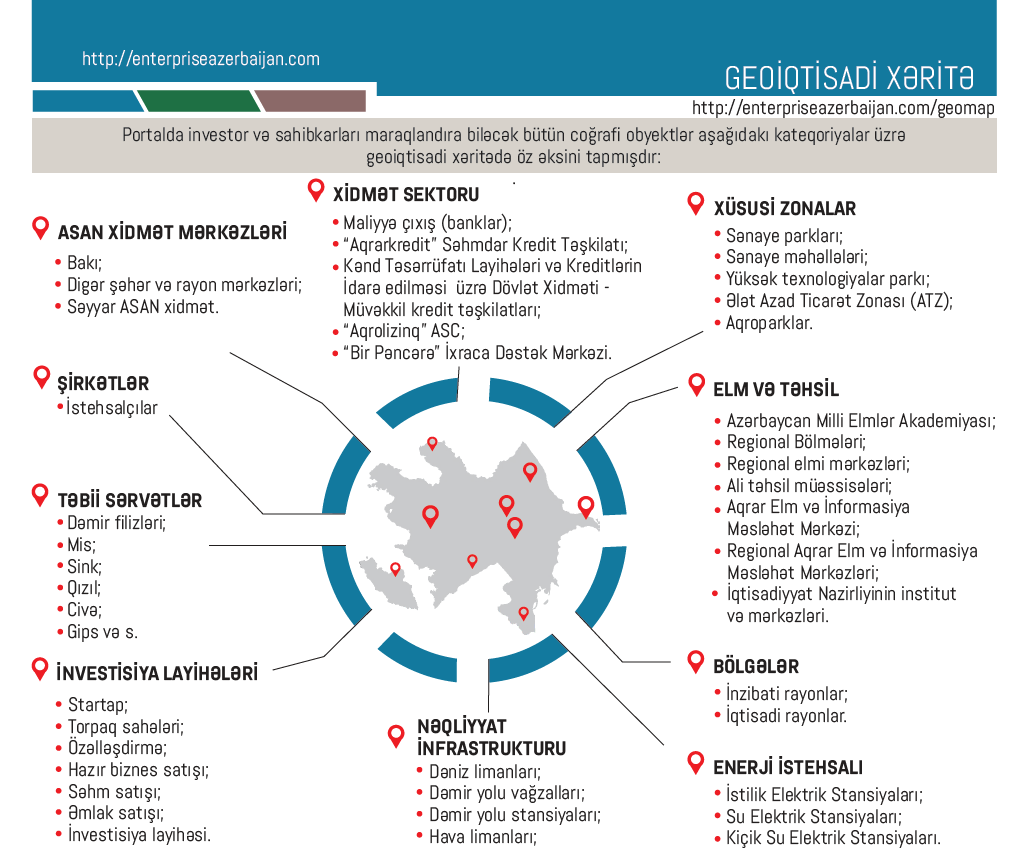 http://enterpriseazerbaijan.com
GEOİQTİSADİ XƏRİTƏ
http://enterpriseazerbaijan.com/geomap
Portalda investor və sahibkarları maraqlandıra biləcək bütün coğrafi obyektlər aşağıdakı kateqoriyalar üzrə
geoiqtisadi xəritədə öz əksini tapmışdır:
ASAN XİDMƏT MƏRKƏZLƏRİ
• Bakı;
• Digər şəhər və rayon mərkəzləri;
• Səyyar ASAN xidmət.
XİDMƏT SEKTORU
• Maliyyə çıxış (banklar);
• “Aqrarkredit” Səhmdar Kredit Təşkilatı;
• Kənd Təsərrüfatı Layihələri və Kreditlərin
İdarə edilməsi üzrə Dövlət Xidməti -
Müvəkkil kredit təşkilatları;
• “Aqrolizinq” ASC;
• “Bir Pəncərə” İxraca Dəstək Mərkəzi.
XÜSUSİ ZONALAR
• Sənaye parkları;
• Sənaye məhəllələri;
• Yüksək texnologiyalar parkı;
• Ələt Azad Ticarət Zonası (ATZ);
• Aqroparklar.
ŞİRKƏTLƏR
• İstehsalçılar
ELM VƏ TƏHSİL
• Azərbaycan Milli Elmlər Akademiyası;
• Regional Bölmələri;
• Regional elmi mərkəzləri;
• Ali təhsil müəssisələri;
• Aqrar Elm və İnformasiya
Məsləhət Mərkəzi;
• Regional Aqrar Elm və İnformasiya
Məsləhət Mərkəzləri;
• İqtisadiyyat Nazirliyinin institut
və mərkəzləri.
TƏBİİ SƏRVƏTLƏR
• Dəmir filizləri;
• Mis;
• Sink;
• Qızıl;
• Civə;
• Gips və s.
BÖLGƏLƏR
• İnzibati rayonlar;
• İqtisadi rayonlar.
İNVESTİSİYA LAYİHƏLƏRİ
• Startap;
• Torpaq sahələri;
• Özəlləşdirmə;
• Hazır biznes satışı;
• Səhm satışı;
• Əmlak satışı;
• İnvestisiya layihəsi.
NƏQLİYYAT
İNFRASTRUKTURU
• Dəniz limanları;
• Dəmir yolu vağzalları;
• Dəmir yolu stansiyaları;
• Hava limanları;
ENERJİ İSTEHSALI
• İstilik Elektrik Stansiyaları;
• Su Elektrik Stansiyaları;
• Kiçik Su Elektrik Stansiyaları.